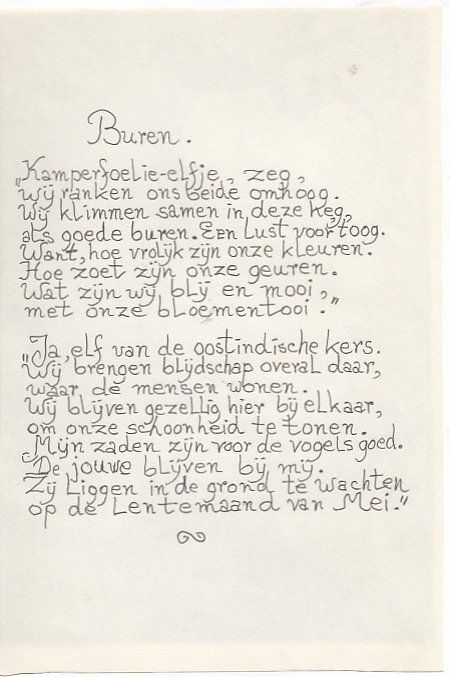 Buren.
„Kamperfoelie-elfje, zeg,
wij ranken ons beide omhoog.
Wij klimmen samen in deze heg,
als goede buren. Een lust voor 't oog.
Want, hoe vrolijk zijn onze kleuren.
Hoe zoet zijn onze geuren.
Wat zijn wij blij en mooi,
met onze bloementooi."
„Ja, elf van de oostindische kers.
Wij brengen blijdschap overal daar,
waar de mensen wonen.
Wij blijven gezellig hier bij elkaar,
om onze schoonheid te tonen.
Mijn zaden zijn voor de vogels goed.
De jouwe blijven bij mij.
Zij liggen in de grond te wachten
op de Lentemaand van Mei."